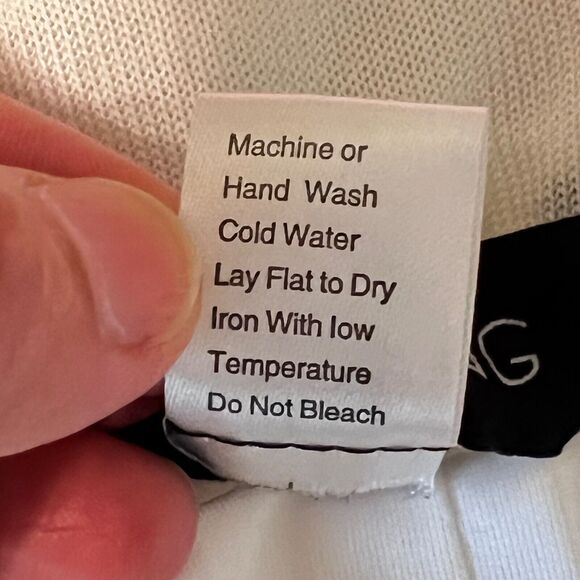 Machine or
Hand Wash
Cold Water
Lay Flat to Dry
Iron With low
Temperature
Do Not Bleach